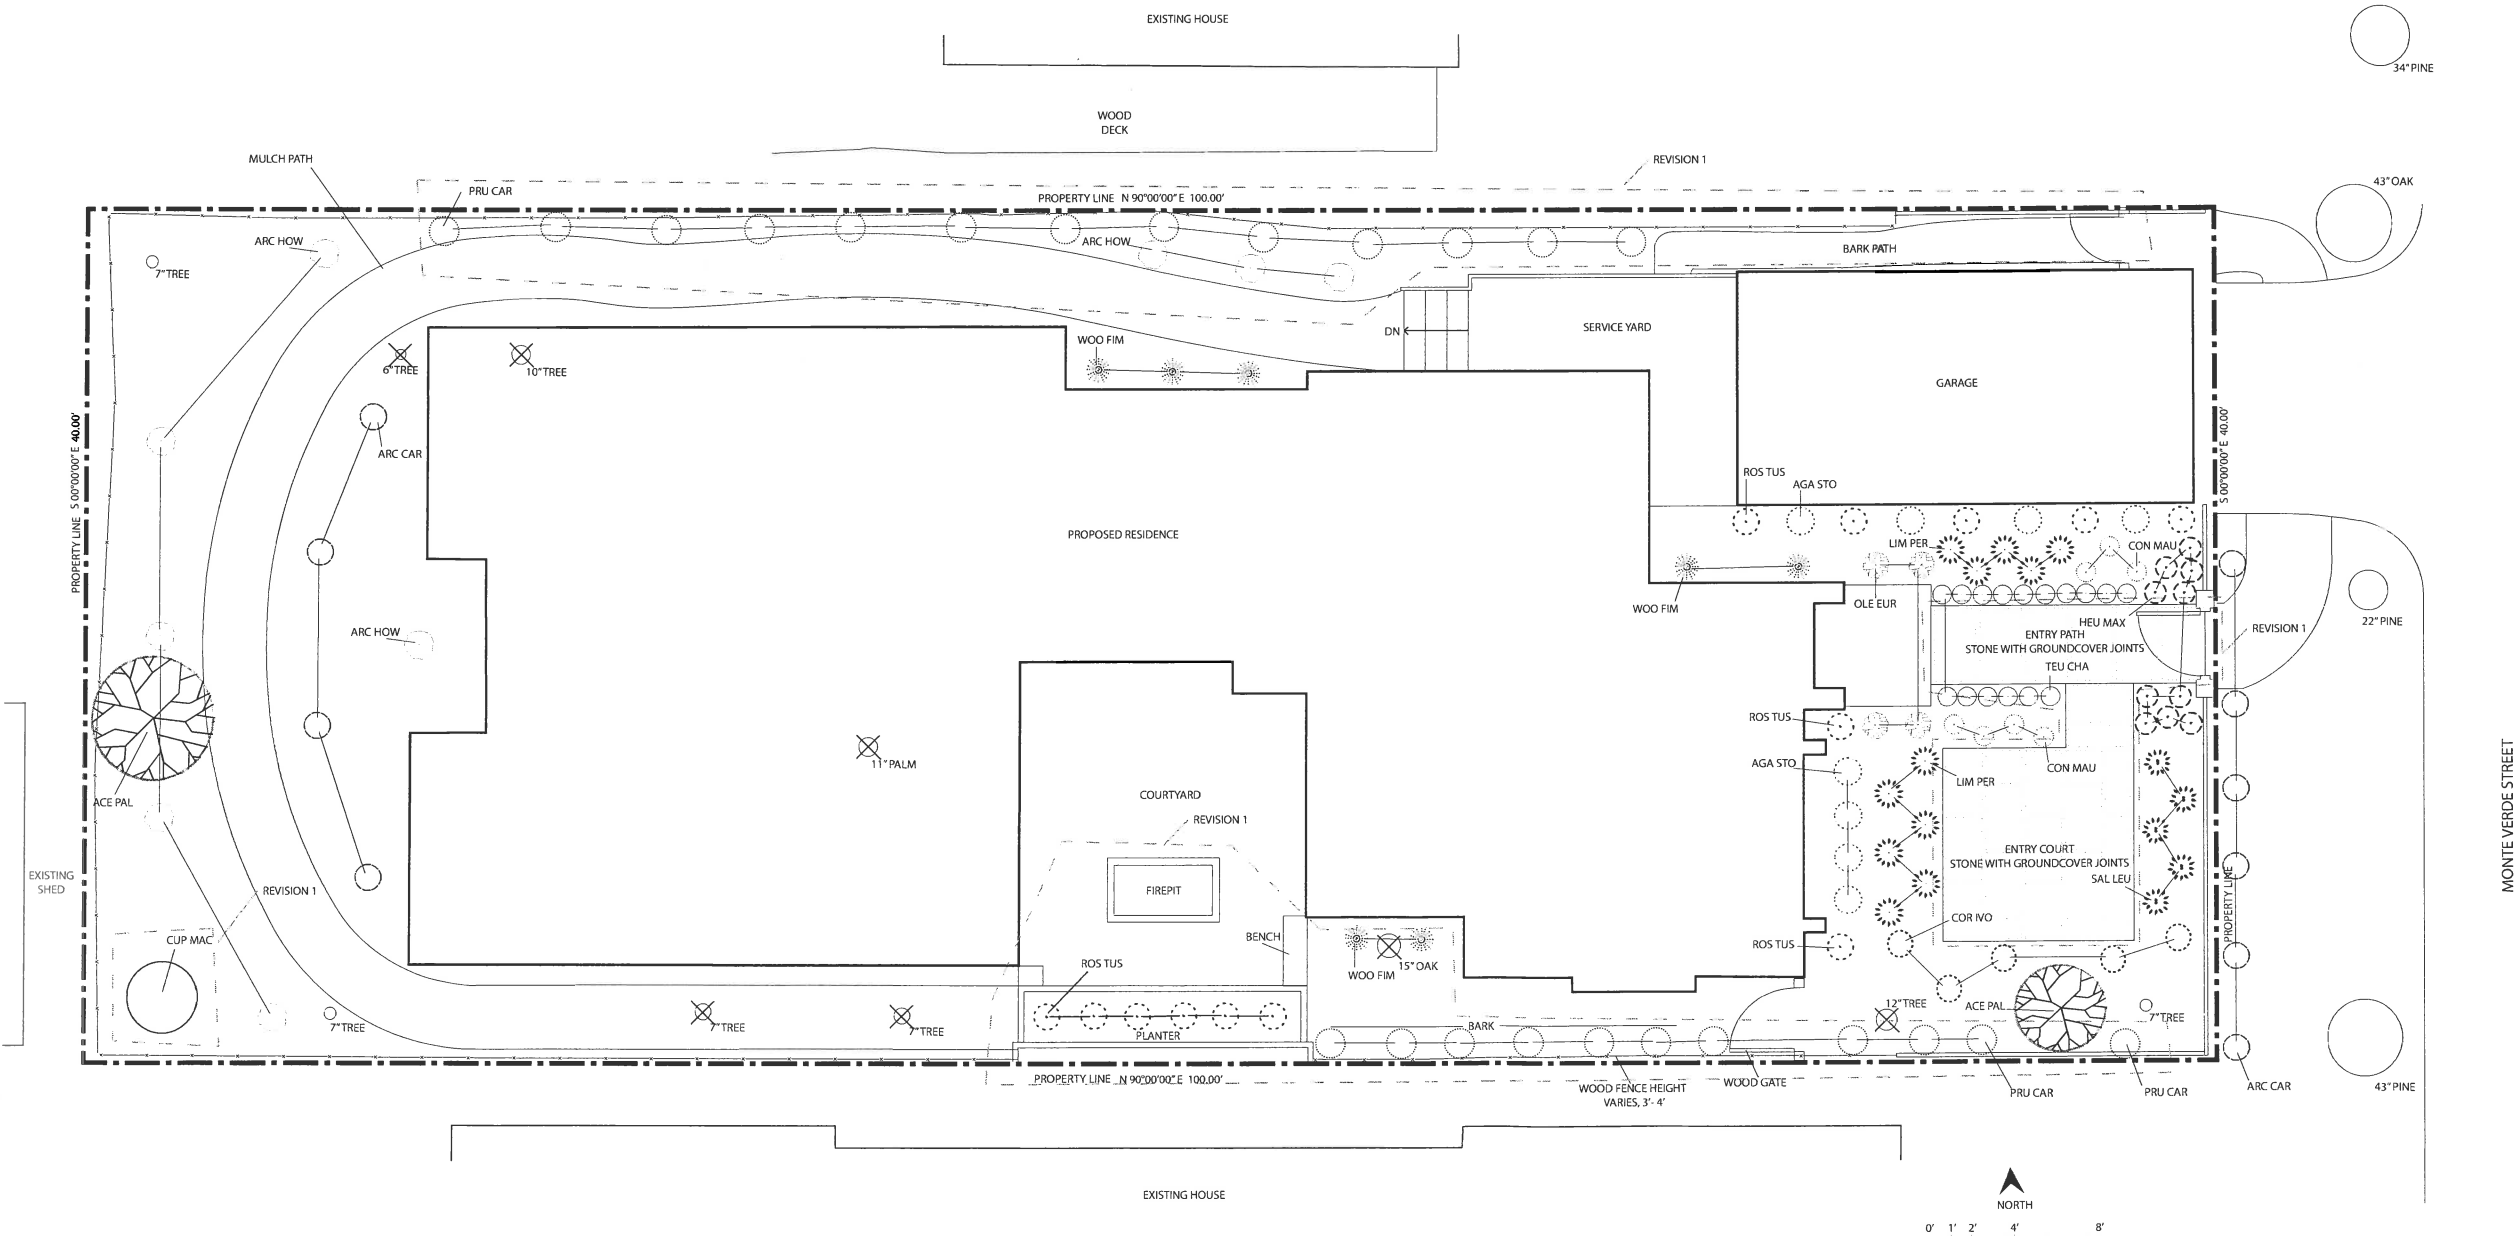 EXISTING HOUSE
34" PINE
WOOD
DECK
MULCH PATH
REVISION 1
43" OAK
PRU CAR
PROPERTY LINE N 90°00'00" E 100.00'
ARC HOW
ARC HOW
BARK PATH
7" TREE
SERVICE YARD
DN
WOO FIM
6" TREE
10" TREE
GARAGE
PROPERTY LINE S 00°00'00" E 40.00'
S 00°00'00" E 40.00'
ARC CAR
ROS TUS
AGA STO
PROPOSED RESIDENCE
LIM PER
CON MAU
WOO FIM
OLE EUR
HEU MAX
22" PINE
REVISION 1
ARC HOW
ENTRY PATH
STONE WITH GROUNDCOVER JOINTS
TEU CHA
ROS TUS
11" PALM
AGA STO
CON MAU
LIM PER
COURTYARD
ACE PAL
REVISION 1
MONTE VERDE STREET
ENTRY COURT
STONE WITH GROUNDCOVER JOINTS
EXISTING
SHED
REVISION 1
FIREPIT
SAL LEU
PROPERTY LINE
COR IVO
CUP MAC
BENCH
ROS TUS
ROS TUS
WOO FIM
15" OAK
12" TREE
ACE PAL
7" TREE
7" TREE
7" TREE
7" TREE
BARK
PLANTER
PROPERTY LINE N 90°00'00" E 100.00'
WOOD FENCE HEIGHT
VARIES, 3'- 4'
WOOD GATE
PRU CAR
PRU CAR
ARC CAR
43" PINE
EXISTING HOUSE
NORTH
0' 1' 2' 4' 8'